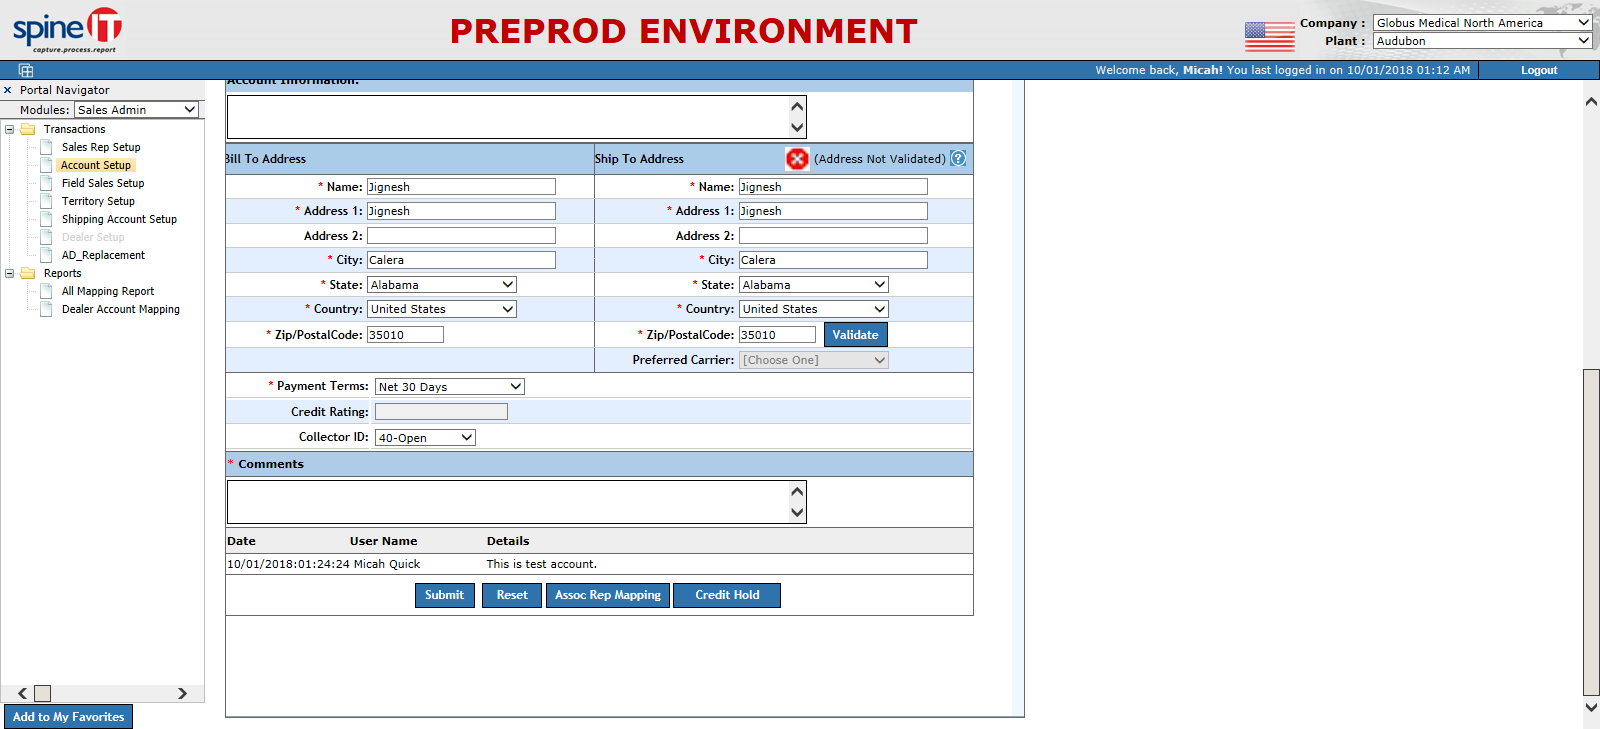 spine IT
capture.process.report
PREPROD ENVIRONMENT
Company : Globus Medical North America
Plant : Audubon
Welcome back, Micah! You last logged in on 10/01/2018 01:12 AM Logout
Portal Navigator
Modules: Sales Admin
Transactions
Sales Rep Setup
Account Setup
Field Sales Setup
Territory Setup
Shipping Account Setup
Dealer Setup
AD_Replacement
Reports
All Mapping Report
Dealer Account Mapping
Add to My Favorites
Account Information:
Bill To Address Ship To Address (Address Not Validated) ?
* Name: Jignesh * Name: Jignesh
* Address 1: Jignesh * Address 1: Jignesh
Address 2: Address 2:
* City: Calera * City: Calera
* State: Alabama * State: Alabama
* Country: United States * Country: United States
* Zip/PostalCode: 35010 * Zip/PostalCode: 35010 Validate
Preferred Carrier: [Choose One]
* Payment Terms: Net 30 Days
Credit Rating:
Collector ID: 40-Open
* Comments
Date User Name Details
10/01/2018:01:24:24 Micah Quick This is test account.
Submit Reset Assoc Rep Mapping Credit Hold